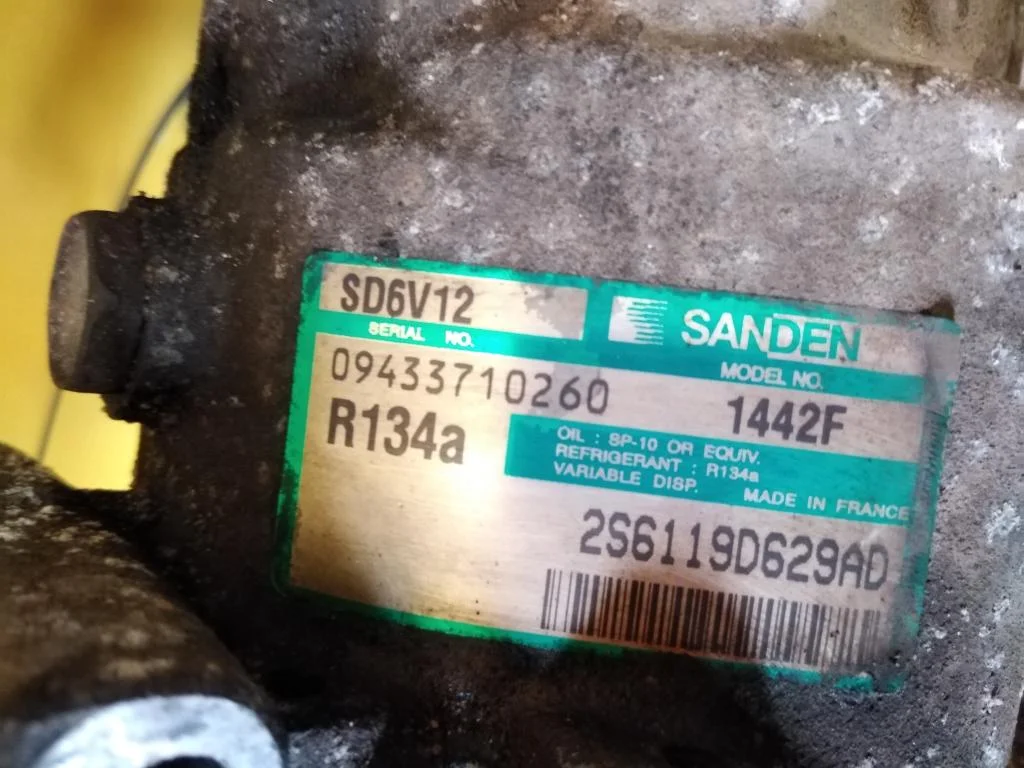 SD6V12
SANDEN
SERIAL NO.
MODEL NO.
09433710260
1442F
R134a
OIL : SP-10 OR EQUIV.
REFRIGERANT : R134a
VARIABLE DISP.
MADE IN FRANCE
2S6119D629AD